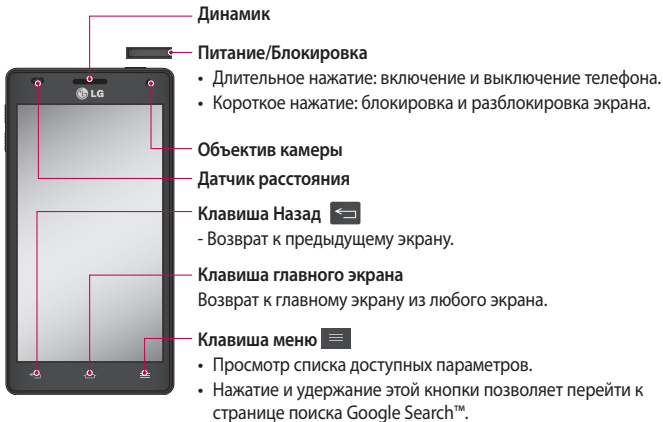 Динамик
Питание/Блокировка
• Длительное нажатие: включение и выключение телефона.
• Короткое нажатие: блокировка и разблокировка экрана.
LG
Объектив камеры
Датчик расстояния
Клавиша Назад
- Возврат к предыдущему экрану.
Клавиша главного экрана
Возврат к главному экрану из любого экрана.
Клавиша меню
• Просмотр списка доступных параметров.
• Нажатие и удержание этой кнопки позволяет перейти к
странице поиска Google Search™.